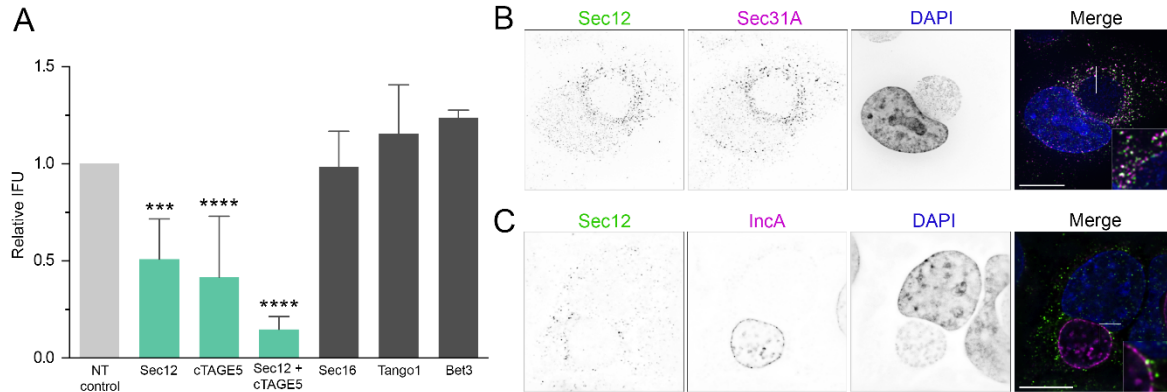 A
Relative IFU
1.5
1.0
0.5
0.0
***
****
****
NT control
Sec12
cTAGE5
Sec12 + cTAGE5
Sec16
Tango1
Bet3
B
Sec12
Sec31A
DAPI
Merge
C
Sec12
IncA
DAPI
Merge